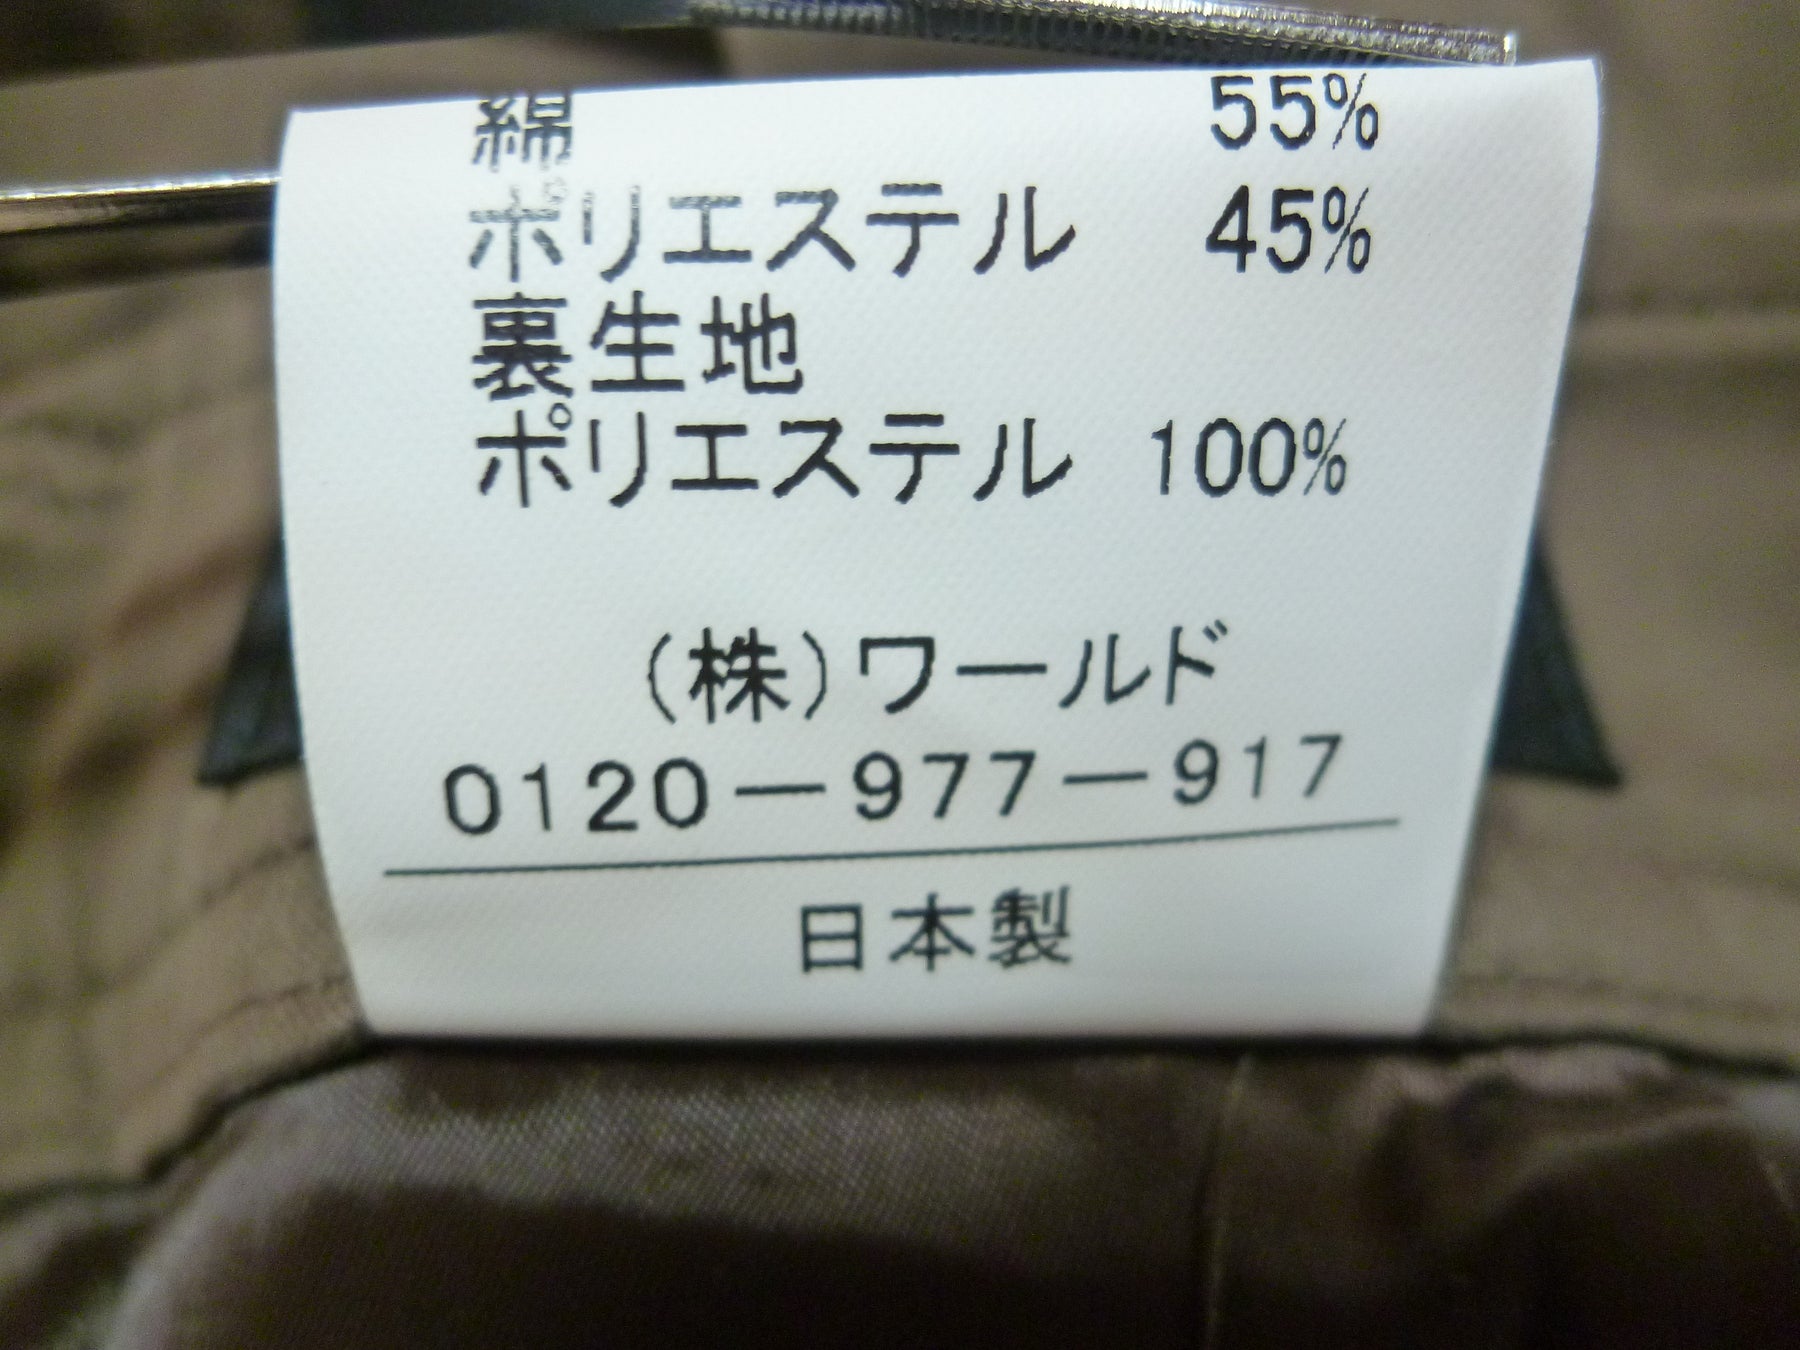 綿 55%
ポリエステル 45%
裏生地
ポリエステル 100%
(株)ワールド
0120-977-917
日本製